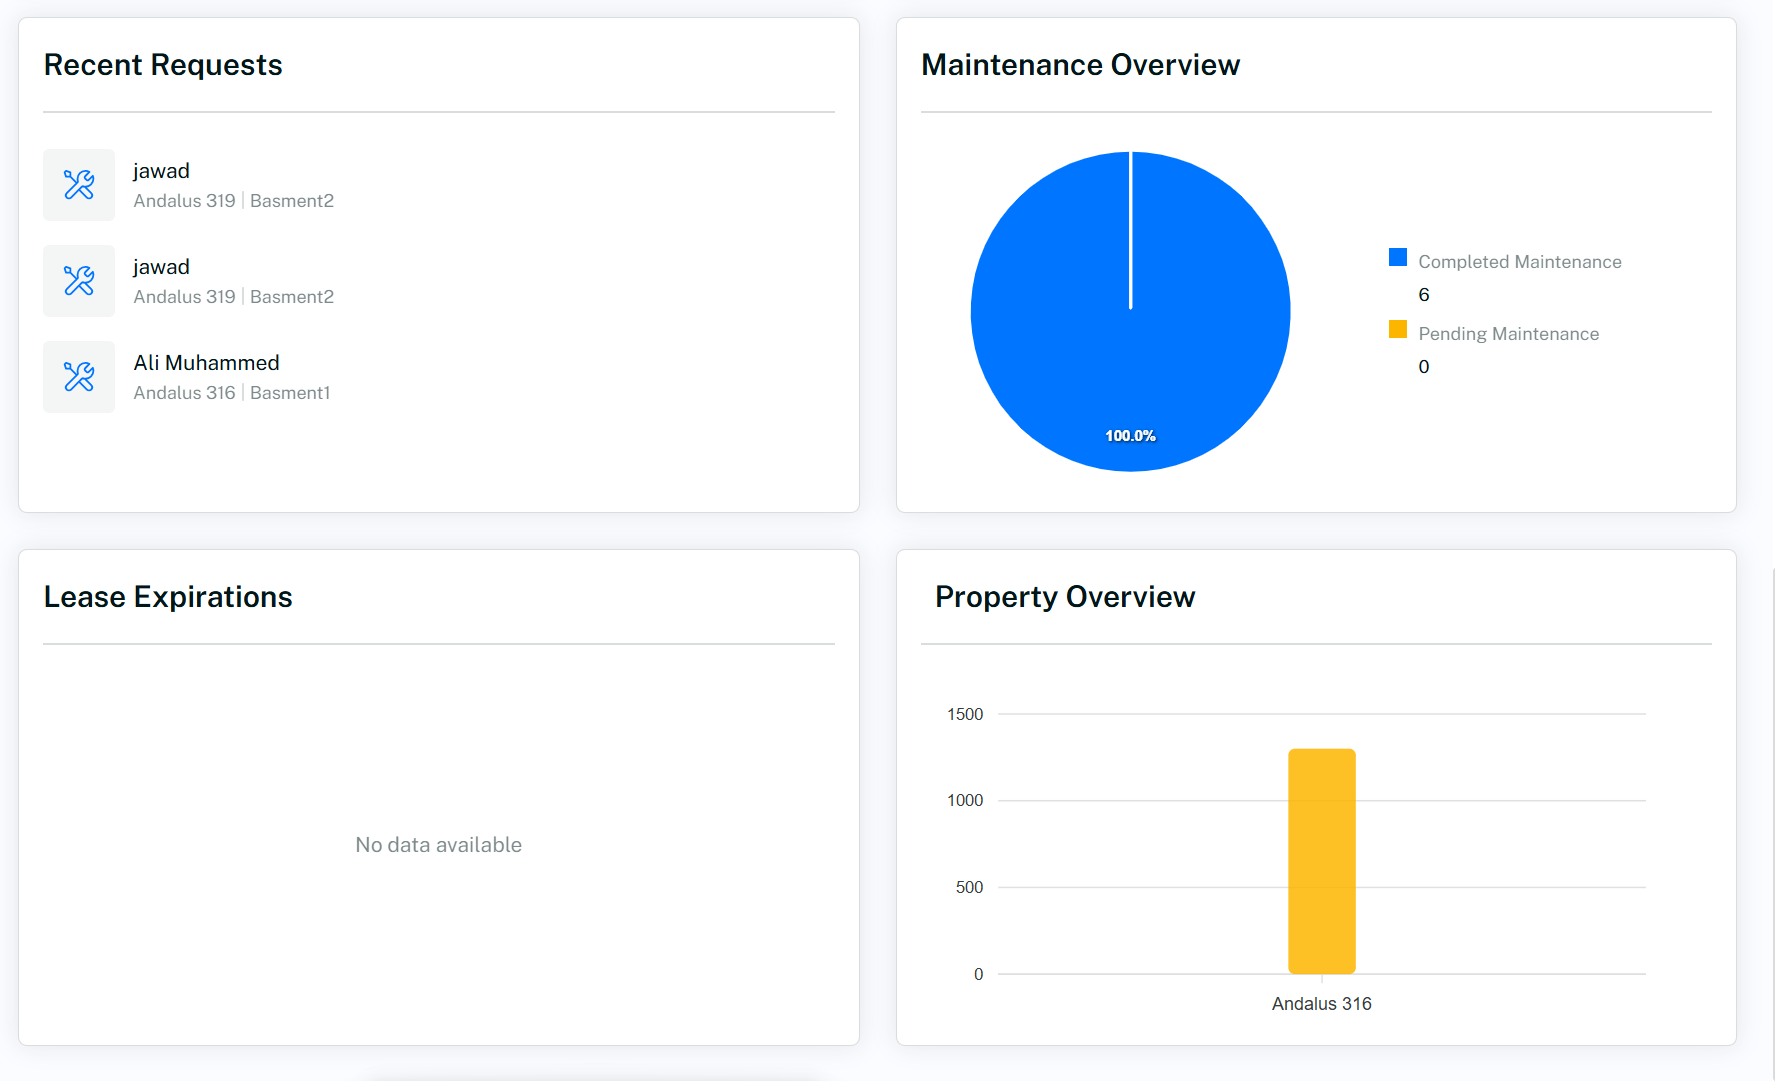 Recent Requests
jawad
Andalus 319 | Basment2
jawad
Andalus 319 | Basment2
Ali Muhammed
Andalus 316 | Basment1
Maintenance Overview
100.0%
Completed Maintenance
6
Pending Maintenance
0
Lease Expirations
No data available
Property Overview
1500
1000
500
0
Andalus 316